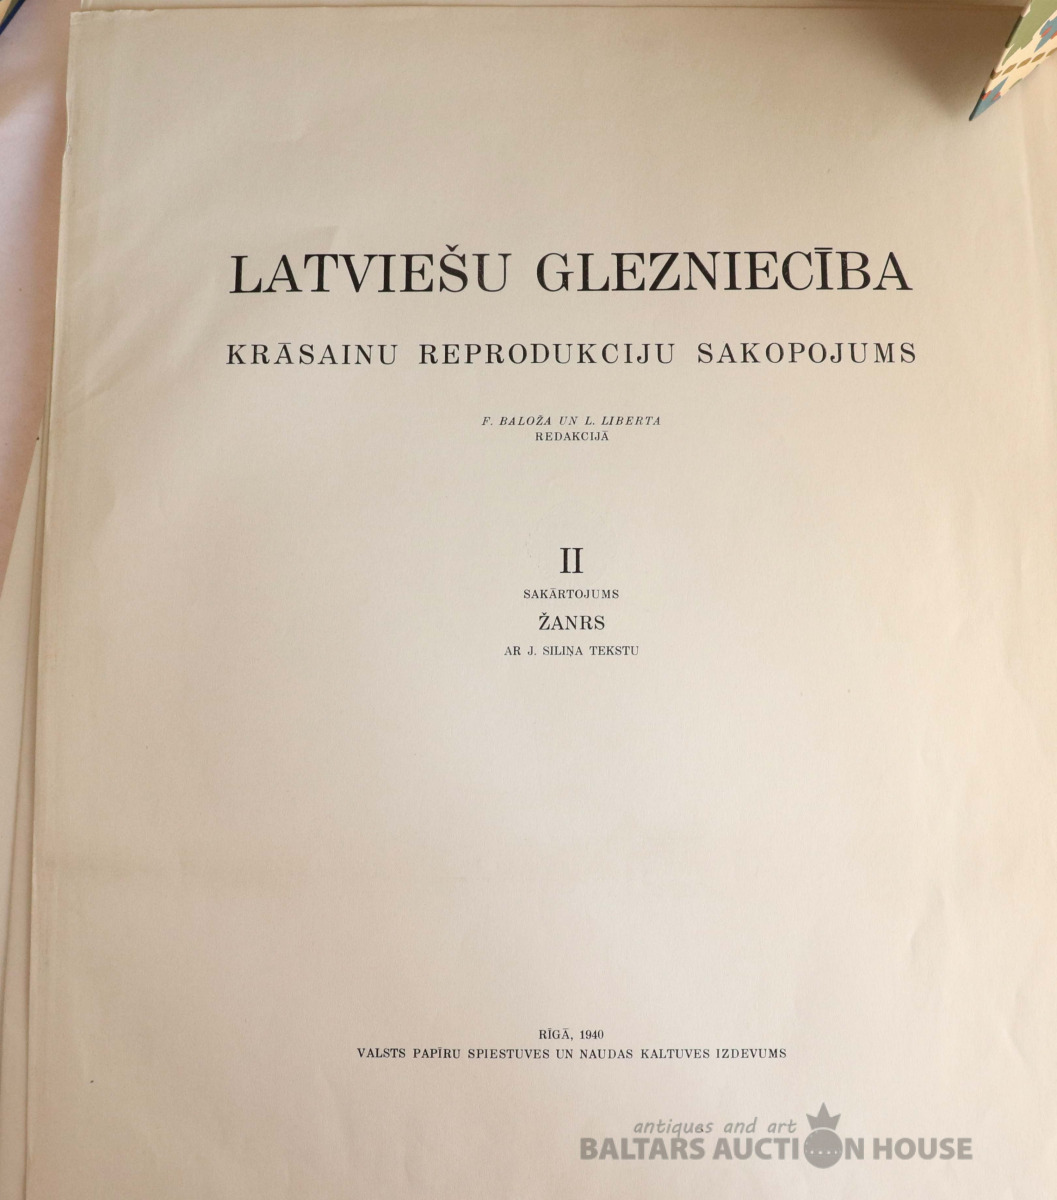 LATVIEŠU GLEZNIECĪBA
KRĀSAINU REPRODUKCIJU SAKOPOJUMS
F. BALOŽA UN L. LIBERTA
REDAKCIJĀ
II
SAKĀRTOJUMS
ŽANRS
AR J. SILIŅA TEKSTU
RĪGĀ, 1940
VALSTS PAPĪRU SPIESTUVES UN NAUDAS KALTUVES IZDEVUMS
antiques and art
BALTARS AUCTION HOUSE